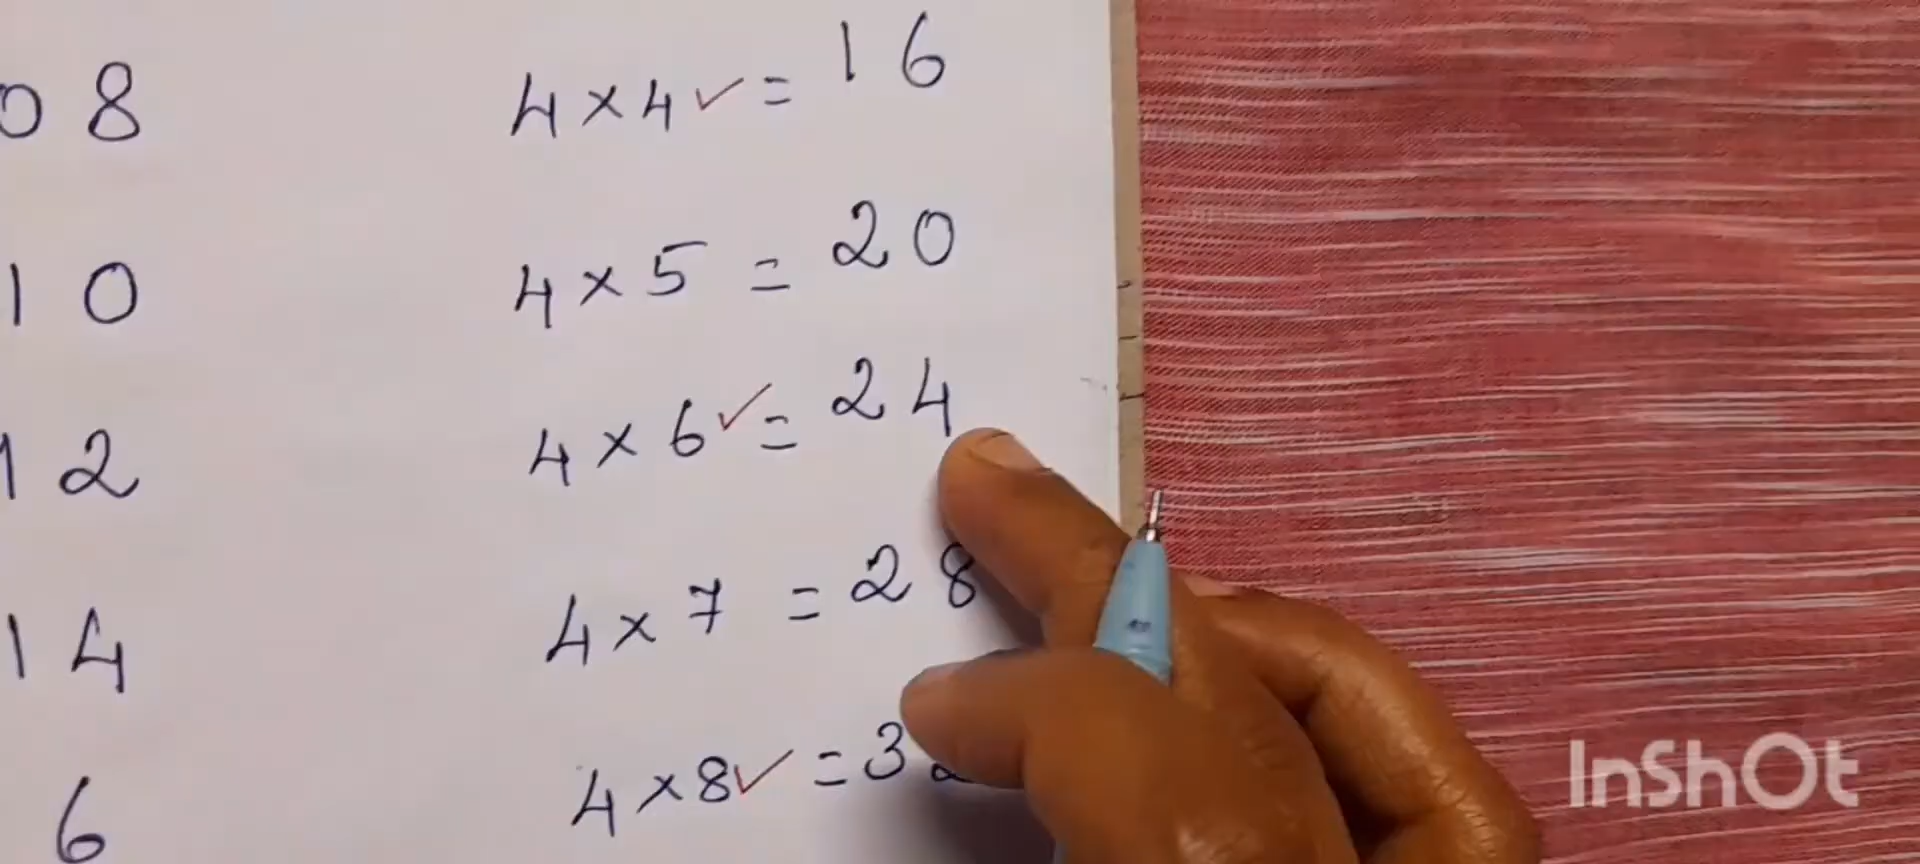 08
4 × 4 ✓ = 16
10
4 × 5 = 20
12
4 × 6 ✓ = 24
14
4 × 7 = 28
6
4 × 8 ✓ = 32
InShOt